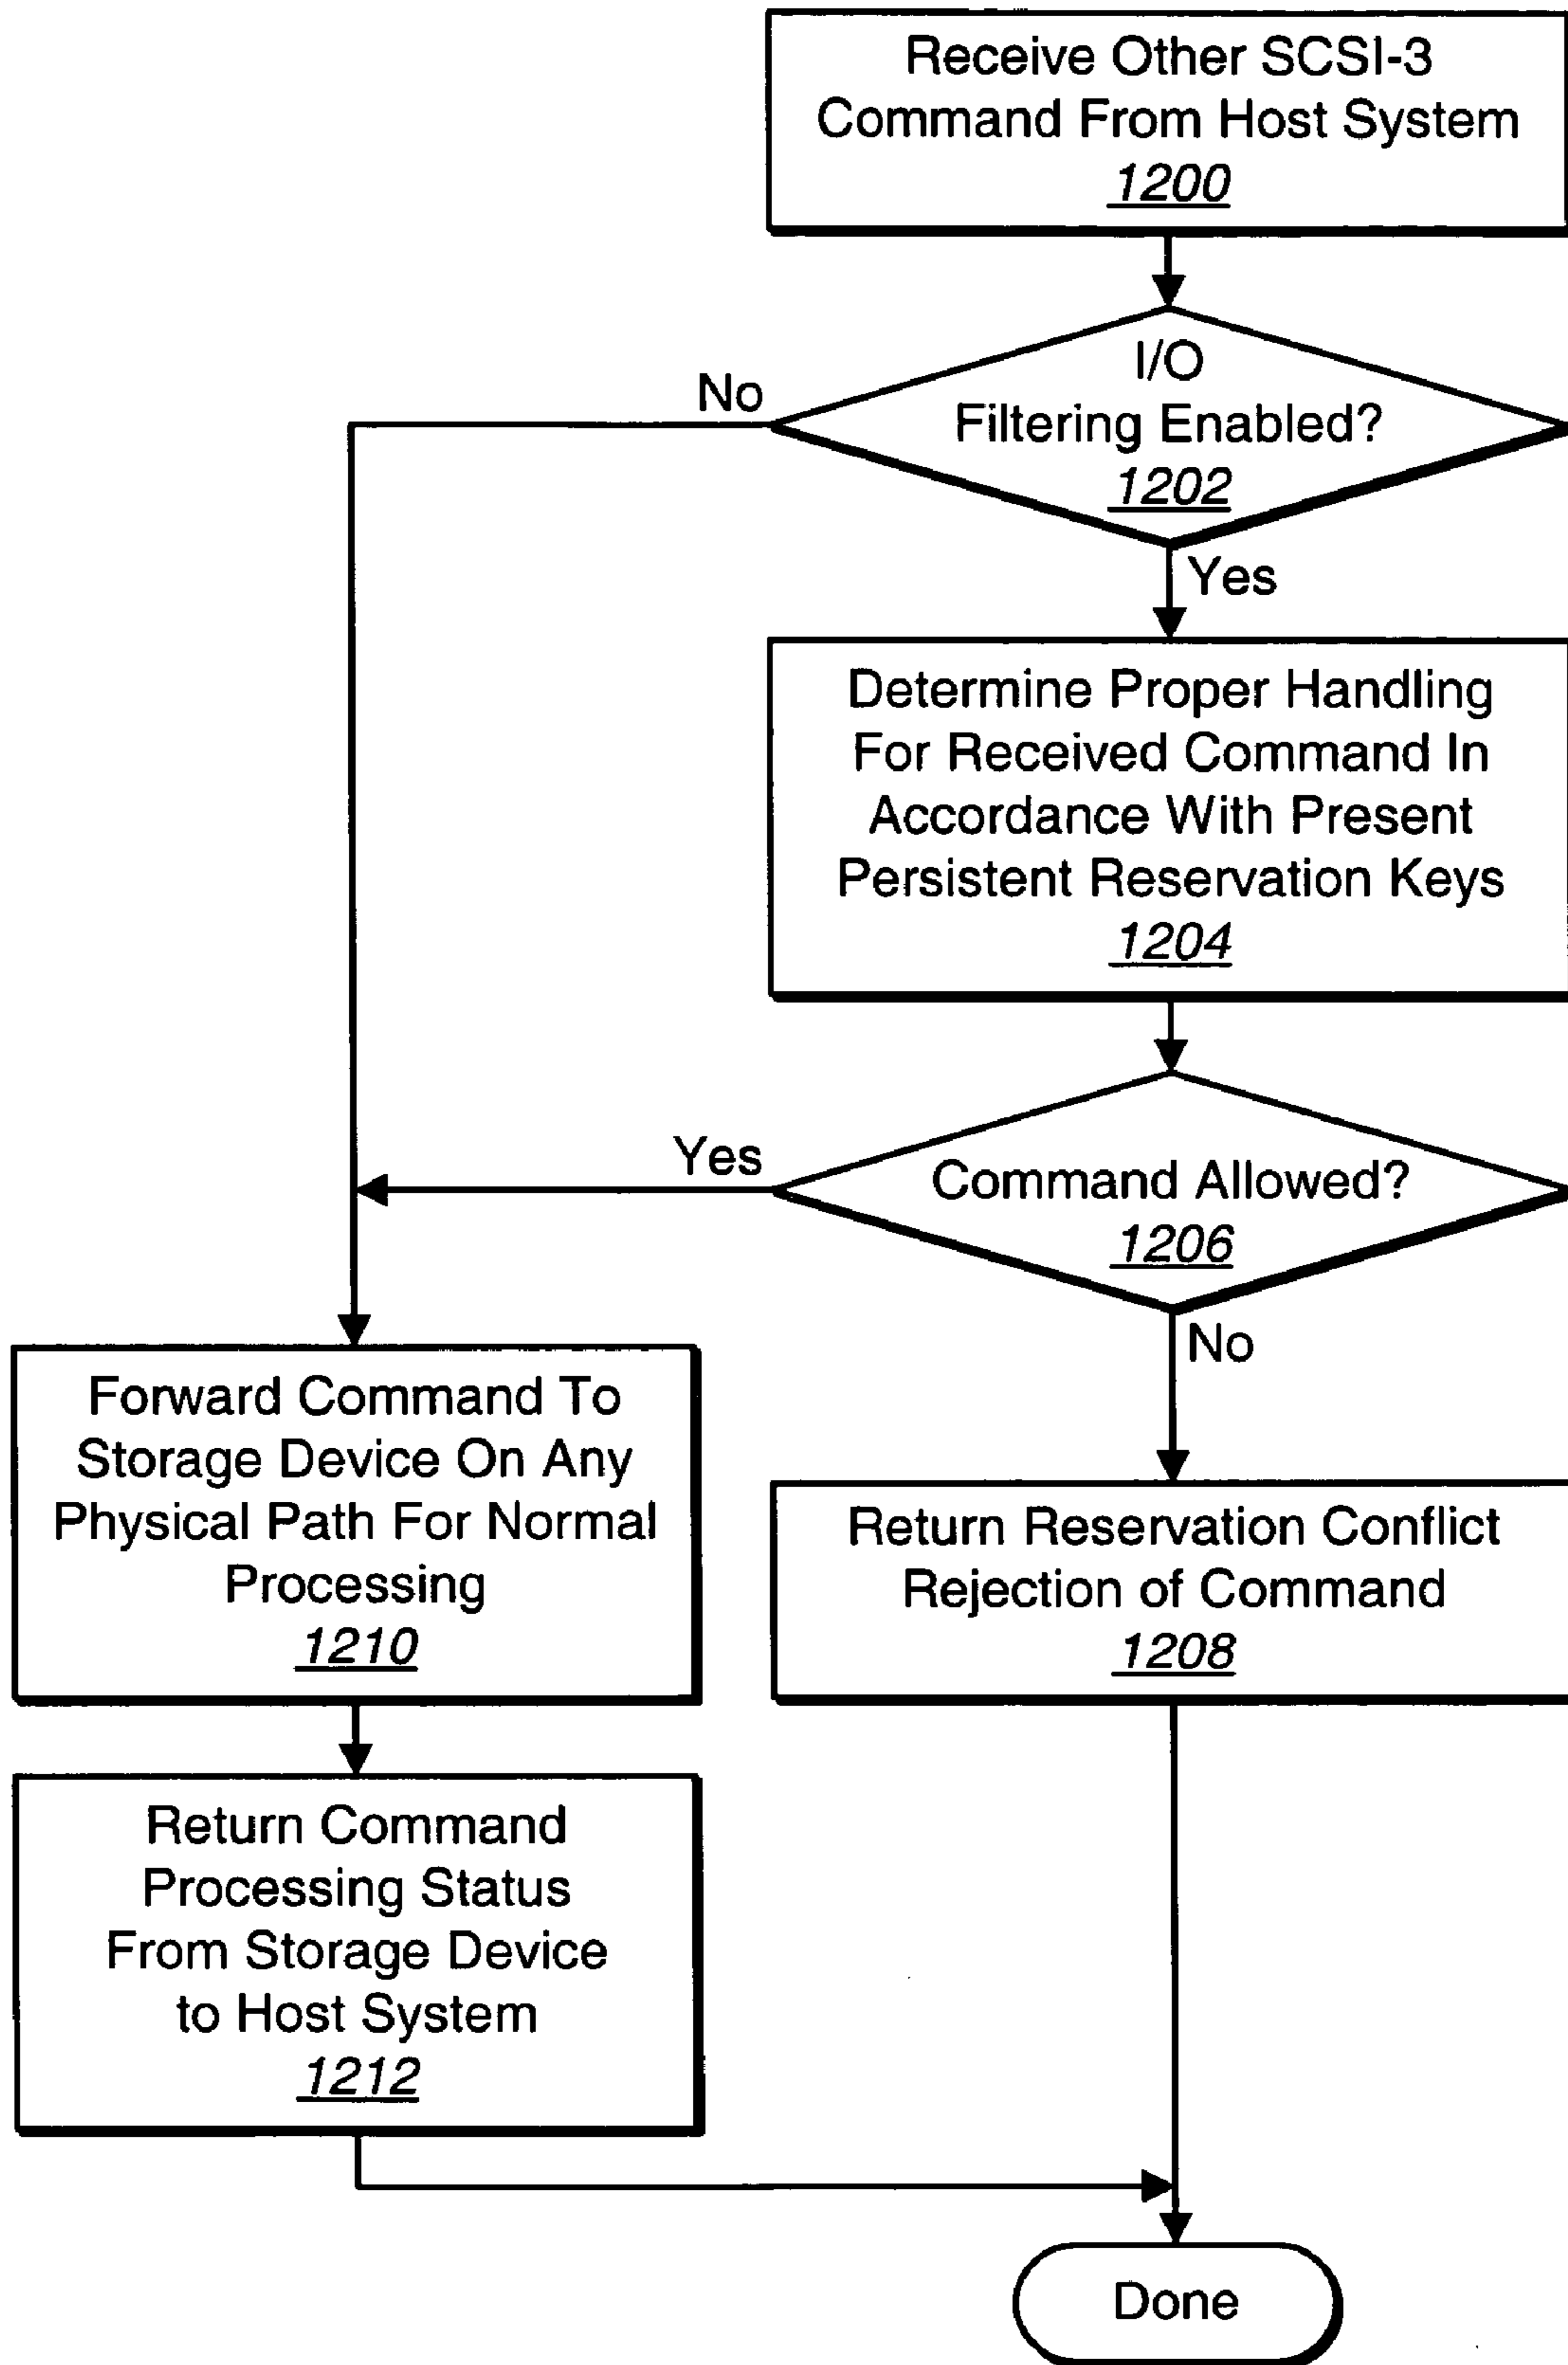 Receive Other SCSI-3
Command From Host System
1200
I/O
Filtering Enabled?
1202
No
Yes
Determine Proper Handling
For Received Command In
Accordance With Present
Persistent Reservation Keys
1204
Command Allowed?
1206
Yes
No
Forward Command To
Storage Device On Any
Physical Path For Normal
Processing
1210
Return Reservation Conflict
Rejection of Command
1208
Return Command
Processing Status
From Storage Device
to Host System
1212
Done